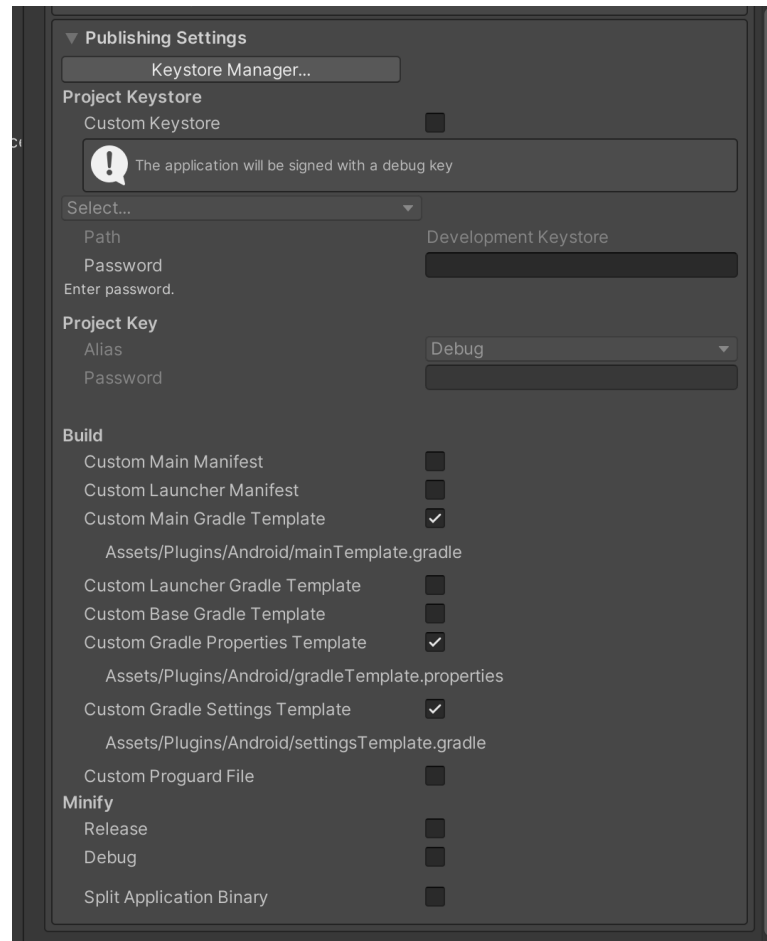 Publishing Settings
Keystore Manager...
Project Keystore
Custom Keystore
The application will be signed with a debug key
Select...
Path Development Keystore
Password
Enter password.
Project Key
Alias Debug
Password
Build
Custom Main Manifest
Custom Launcher Manifest
Custom Main Gradle Template
Assets/Plugins/Android/mainTemplate.gradle
Custom Launcher Gradle Template
Custom Base Gradle Template
Custom Gradle Properties Template
Assets/Plugins/Android/gradleTemplate.properties
Custom Gradle Settings Template
Assets/Plugins/Android/settingsTemplate.gradle
Custom Proguard File
Minify
Release
Debug
Split Application Binary